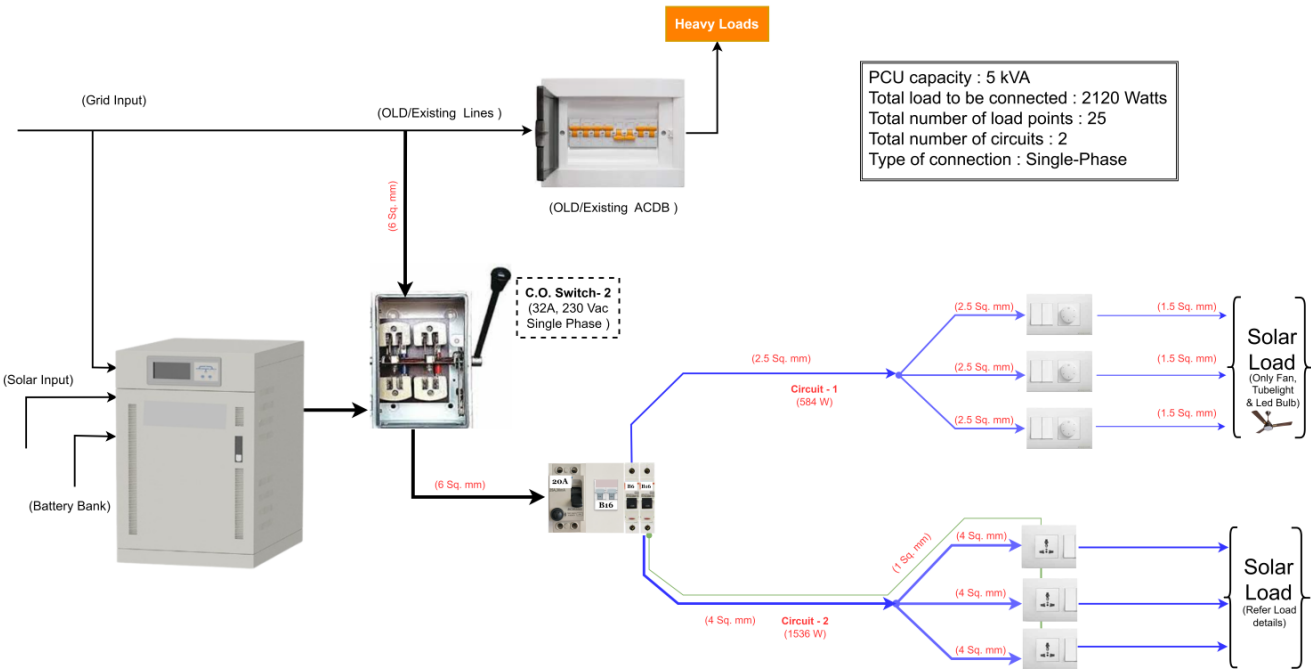 Heavy Loads
PCU capacity : 5 kVA
Total load to be connected : 2120 Watts
Total number of load points : 25
Total number of circuits : 2
Type of connection : Single-Phase
(Grid Input)
(OLD/Existing Lines )
(OLD/Existing ACDB )
(6 Sq. mm)
C.O. Switch- 2
(32A, 230 Vac
Single Phase )
(Solar Input)
(Battery Bank)
(6 Sq. mm)
20A
B16
B6
B16
(2.5 Sq. mm)
Circuit - 1
(584 W)
(2.5 Sq. mm)
(1.5 Sq. mm)
(2.5 Sq. mm)
(1.5 Sq. mm)
(2.5 Sq. mm)
(1.5 Sq. mm)
Solar
Load
(Only Fan,
Tubelight
& Led Bulb)
(4 Sq. mm)
Circuit - 2
(1536 W)
(1 Sq. mm)
(4 Sq. mm)
(4 Sq. mm)
(4 Sq. mm)
Solar
Load
(Refer Load
details)